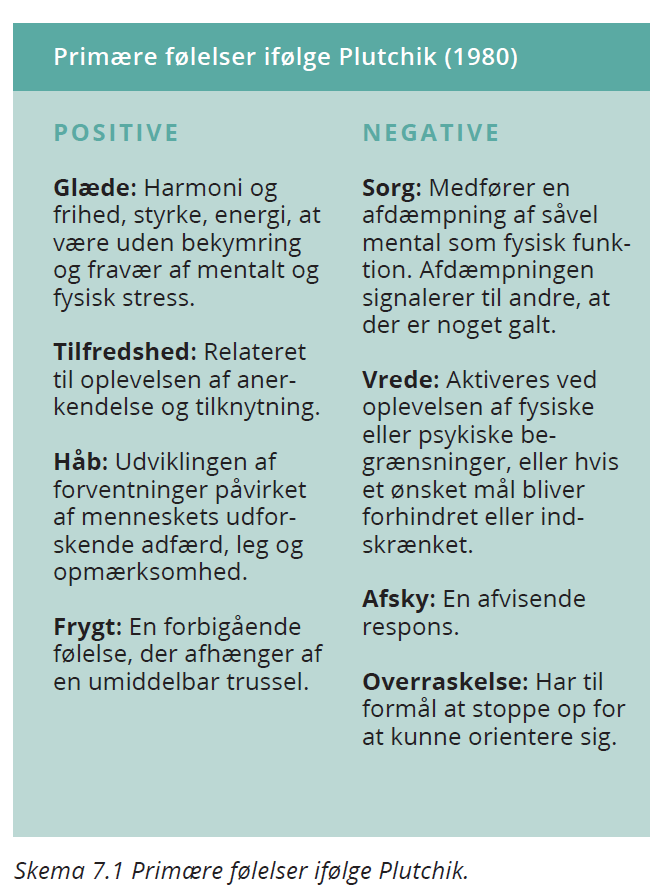 Primære følelser ifølge Plutchik (1980)
POSITIVE
Glæde: Harmoni og
frihed, styrke, energi, at
være uden bekymring
og fravær af mentalt og
fysisk stress.
Tilfredshed: Relateret
til oplevelsen af aner-
kendelse og tilknytning.
Håb: Udviklingen af
forventninger påvirket
af menneskets udfor-
skende adfærd, leg og
opmærksomhed.
Frygt: En forbigående
følelse, der afhænger af
en umiddelbar trussel.
NEGATIVE
Sorg: Medfører en
afdæmpning af såvel
mental som fysisk funk-
tion. Afdæmpningen
signalerer til andre, at
der er noget galt.
Vrede: Aktiveres ved
oplevelsen af fysiske
eller psykiske be-
grænsninger, eller hvis
et ønsket mål bliver
forhindret eller ind-
skrænket.
Afsky: En afvisende
respons.
Overraskelse: Har til
formål at stoppe op for
at kunne orientere sig.
Skema 7.1 Primære følelser ifølge Plutchik.